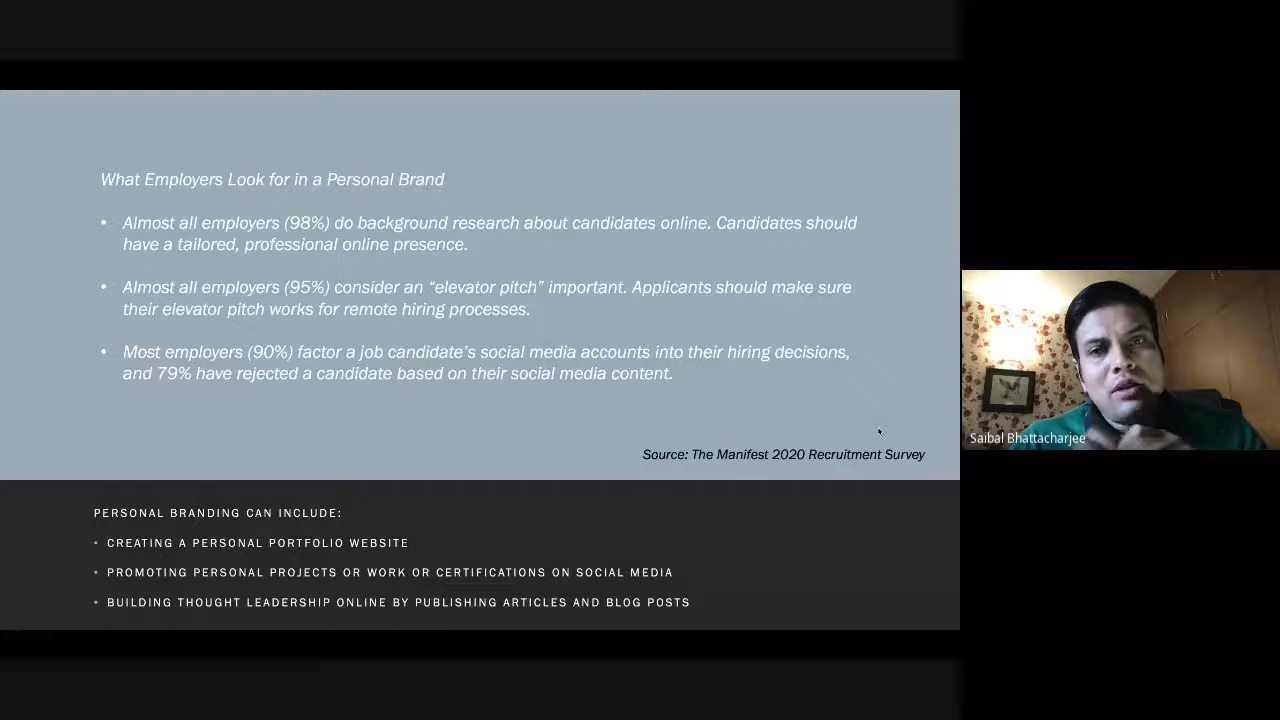 What Employers Look for in a Personal Brand
• Almost all employers (98%) do background research about candidates online. Candidates should
have a tailored, professional online presence.
• Almost all employers (95%) consider an “elevator pitch” important. Applicants should make sure
their elevator pitch works for remote hiring processes.
• Most employers (90%) factor a job candidate’s social media accounts into their hiring decisions,
and 79% have rejected a candidate based on their social media content.
Source: The Manifest 2020 Recruitment Survey
PERSONAL BRANDING CAN INCLUDE:
• CREATING A PERSONAL PORTFOLIO WEBSITE
• PROMOTING PERSONAL PROJECTS OR WORK OR CERTIFICATIONS ON SOCIAL MEDIA
• BUILDING THOUGHT LEADERSHIP ONLINE BY PUBLISHING ARTICLES AND BLOG POSTS
Saibal Bhattacharjee